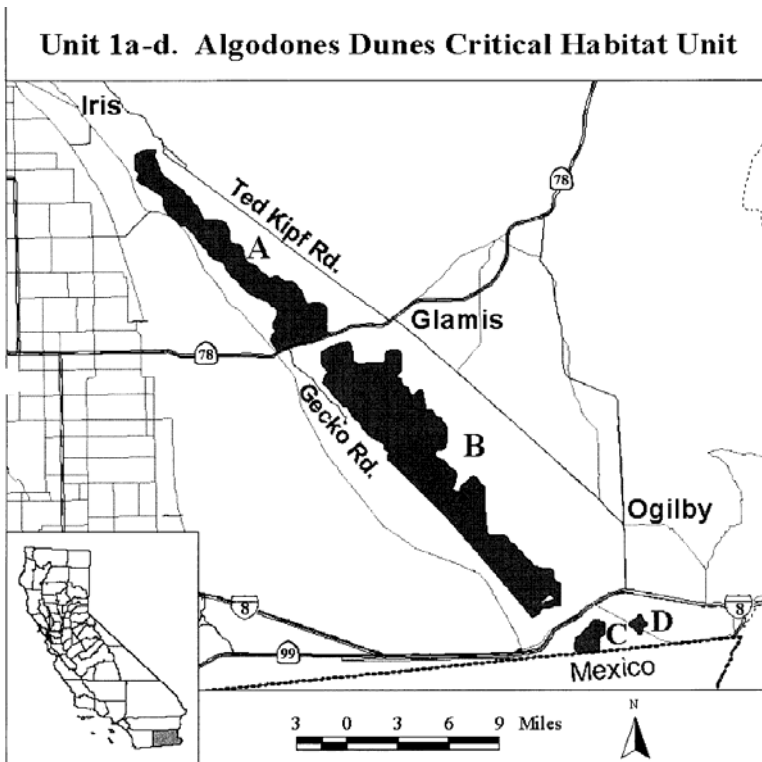 Unit 1a-d. Algodones Dunes Critical Habitat Unit
Iris
Ted Kipf Rd.
78
A
Glamis
78
Gecko Rd.
B
Ogilby
8
8
C
D
99
Mexico
3 0 3 6 9 Miles
N